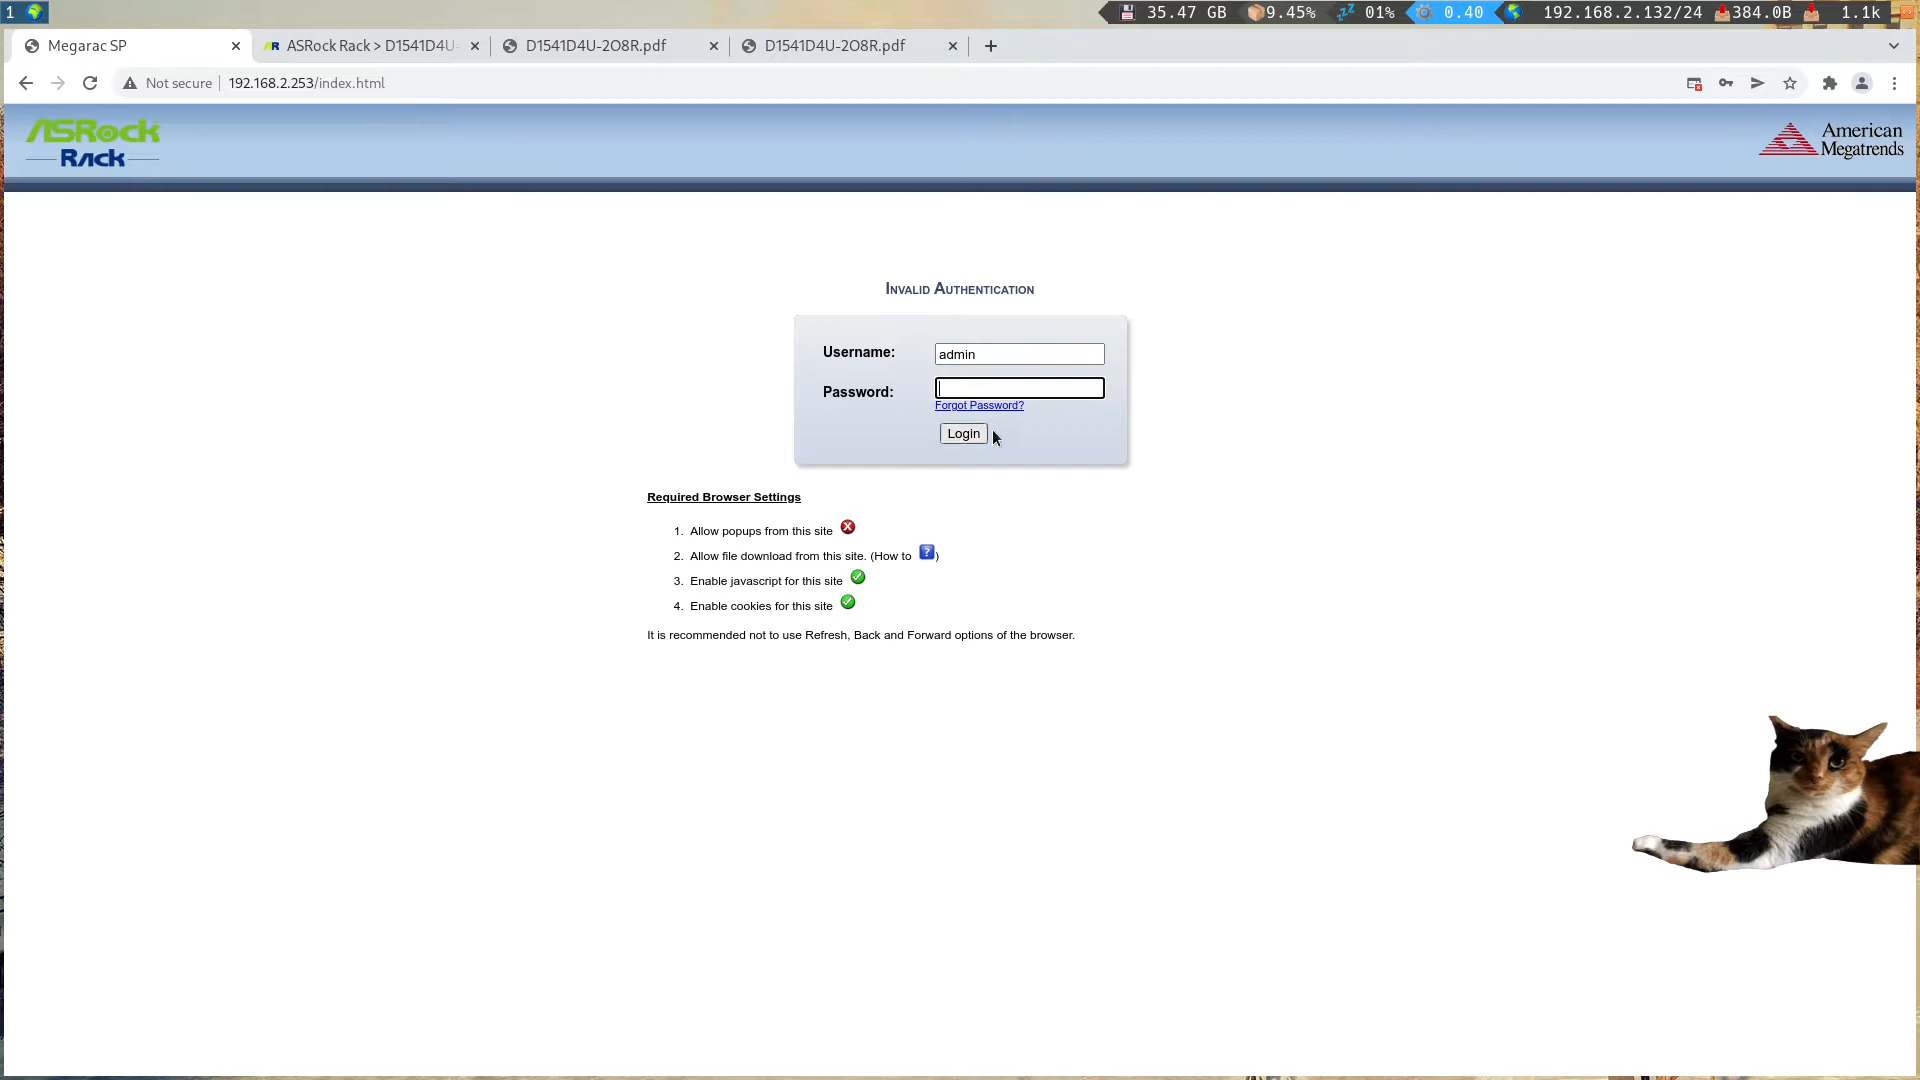 1 35.47 GB 9.45% 01% 0.40 192.168.2.132/24 384.0B 1.1k
Megarac SP ASRock Rack > D1541D4U- D1541D4U-2O8R.pdf D1541D4U-2O8R.pdf
Not secure 192.168.2.253/index.html
ASRock
Rack
American
Megatrends
Invalid Authentication
Username: admin
Password:
Forgot Password?
Login
Required Browser Settings
1. Allow popups from this site
2. Allow file download from this site. (How to ? )
3. Enable javascript for this site
4. Enable cookies for this site
It is recommended not to use Refresh, Back and Forward options of the browser.